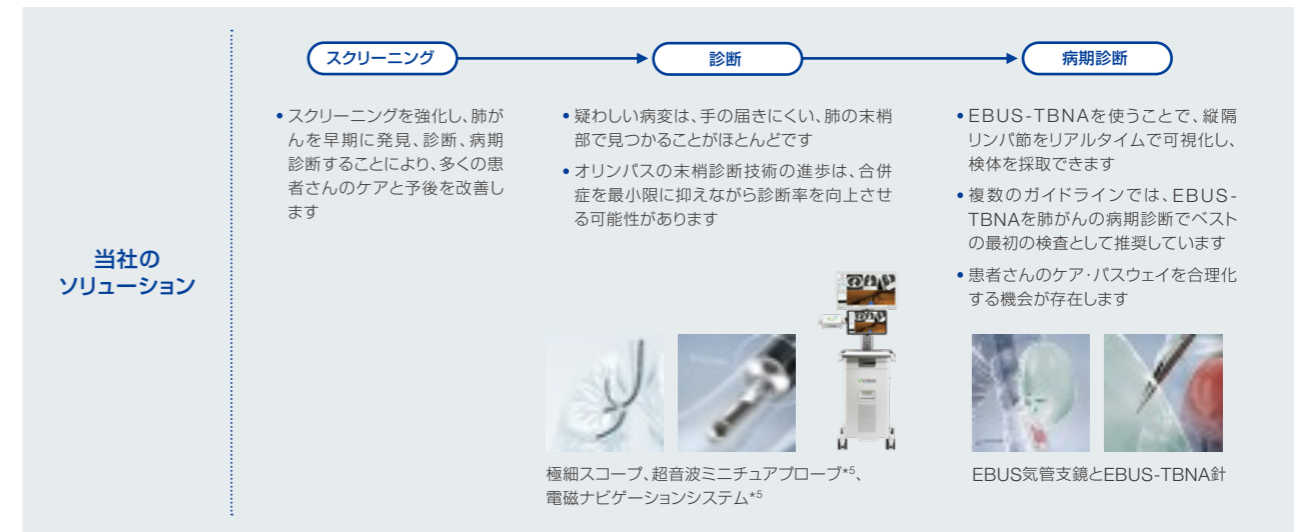 スクリーニング
診断
病期診断
当社の
ソリューション
• スクリーニングを強化し、肺が
んを早期に発見、診断、病期
診断することにより、多くの患
者さんのケアと予後を改善し
ます
• 疑わしい病変は、手の届きにくい、肺の末梢
部で見つかることがほとんどです
• オリンパスの末梢診断技術の進歩は、合併
症を最小限に抑えながら診断率を向上させ
る可能性があります
極細スコープ、超音波ミニチュアプローブ*5、
電磁ナビゲーションシステム*5
• EBUS-TBNAを使うことで、縦隔
リンパ節をリアルタイムで可視化し、
検体を採取できます
• 複数のガイドラインでは、EBUS-
TBNAを肺がんの病期診断でベスト
の最初の検査として推奨しています
• 患者さんのケア・パスウェイを合理化
する機会が存在します
EBUS気管支鏡とEBUS-TBNA針